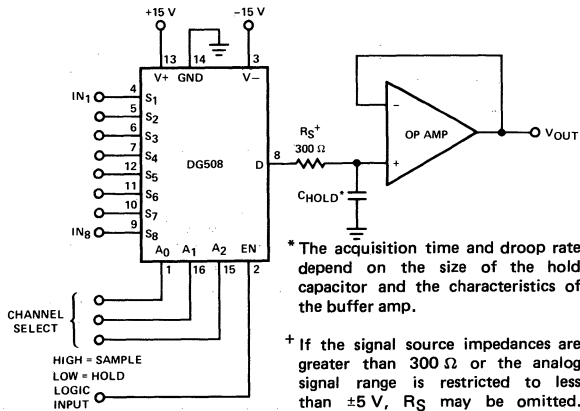 +15 V
-15 V
13
14
3
V+ GND
V−
IN1
4
S1
5
S2
6
S3
7
S4
12
S5
11
S6
10
S7
IN8
9
S8
DG508
D
8
RS+
300 Ω
CHOLD*
−
+
OP AMP
VOUT
A0
A1
A2
EN
1
16
15
2
CHANNEL
SELECT
HIGH = SAMPLE
LOW = HOLD
LOGIC
INPUT
* The acquisition time and droop rate
depend on the size of the hold
capacitor and the characteristics of
the buffer amp.
+ If the signal source impedances are
greater than 300 Ω or the analog
signal range is restricted to less
than ±5 V, RS may be omitted.